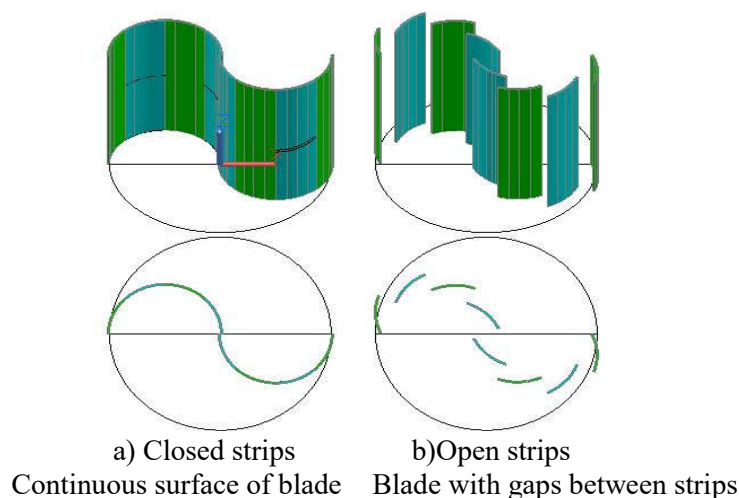 Z
a) Closed strips b)Open strips
Continuous surface of blade Blade with gaps between strips